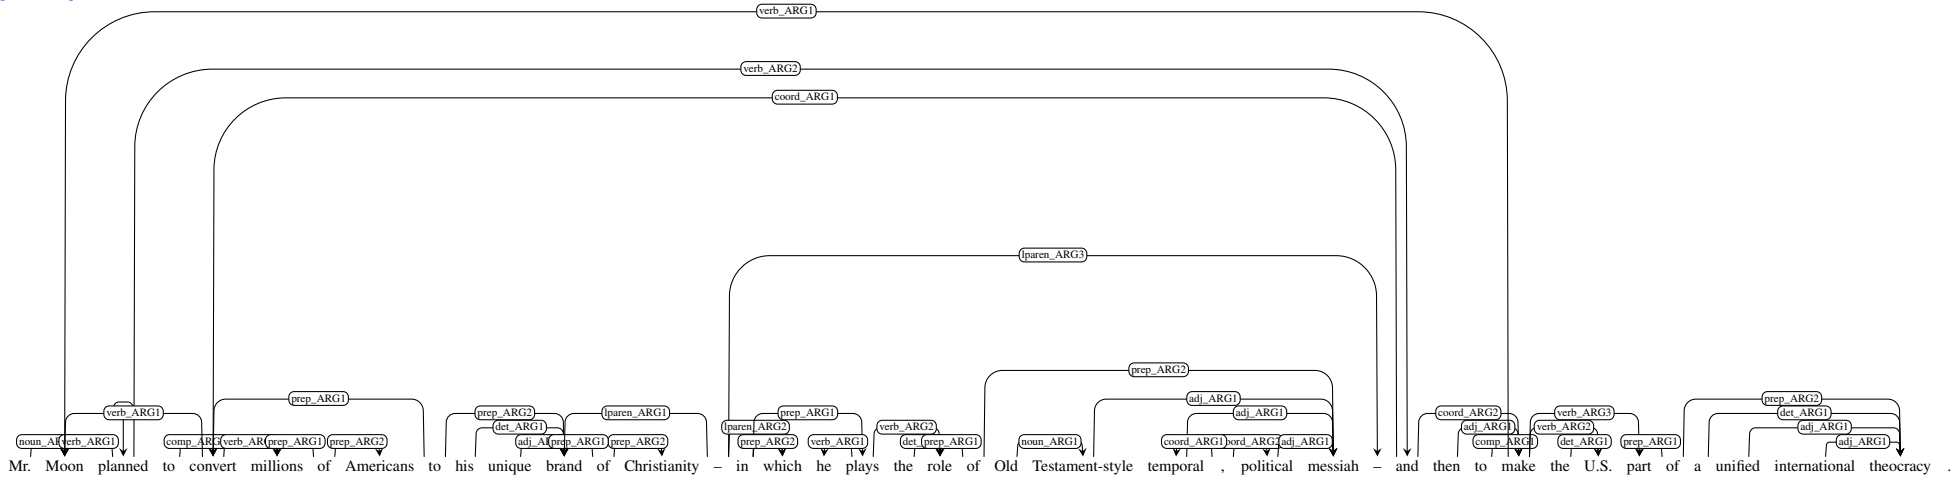 verb_ARG1
verb_ARG2
coord_ARG1
lparen_ARG3
prep_ARG2
prep_ARG1 adj_ARG1 prep_ARG2
verb_ARG1 prep_ARG2 lparen_ARG1 prep_ARG1 adj_ARG1 coord_ARG2 verb_ARG3 det_ARG1
det_ARG1 lparen_ARG2 verb_ARG2 adj_ARG1 verb_ARG2 adj_ARG1
verb_ARG1 prep_ARG1 prep_ARG2 prep_ARG1 prep_ARG2 prep_ARG2 verb_ARG1 prep_ARG1 noun_ARG1 coord_ARG1 adj_ARG1 comp_ARG1 det_ARG1 prep_ARG1 adj_ARG1
Mr. Moon planned to convert millions of Americans to his unique brand of Christianity – in which he plays the role of Old Testament-style temporal , political messiah – and then to make the U.S. part of a unified international theocracy .